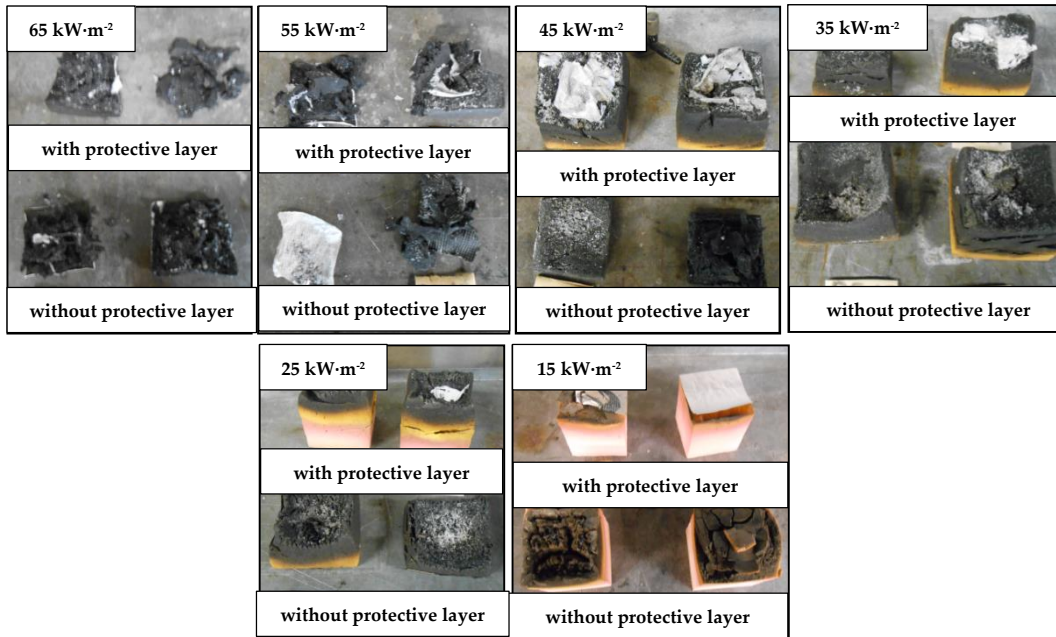 65 kW·m⁻²
55 kW·m⁻²
45 kW·m⁻²
35 kW·m⁻²
with protective layer
with protective layer
with protective layer
with protective layer
without protective layer
without protective layer
without protective layer
without protective layer
25 kW·m⁻²
15 kW·m⁻²
with protective layer
with protective layer
without protective layer
without protective layer